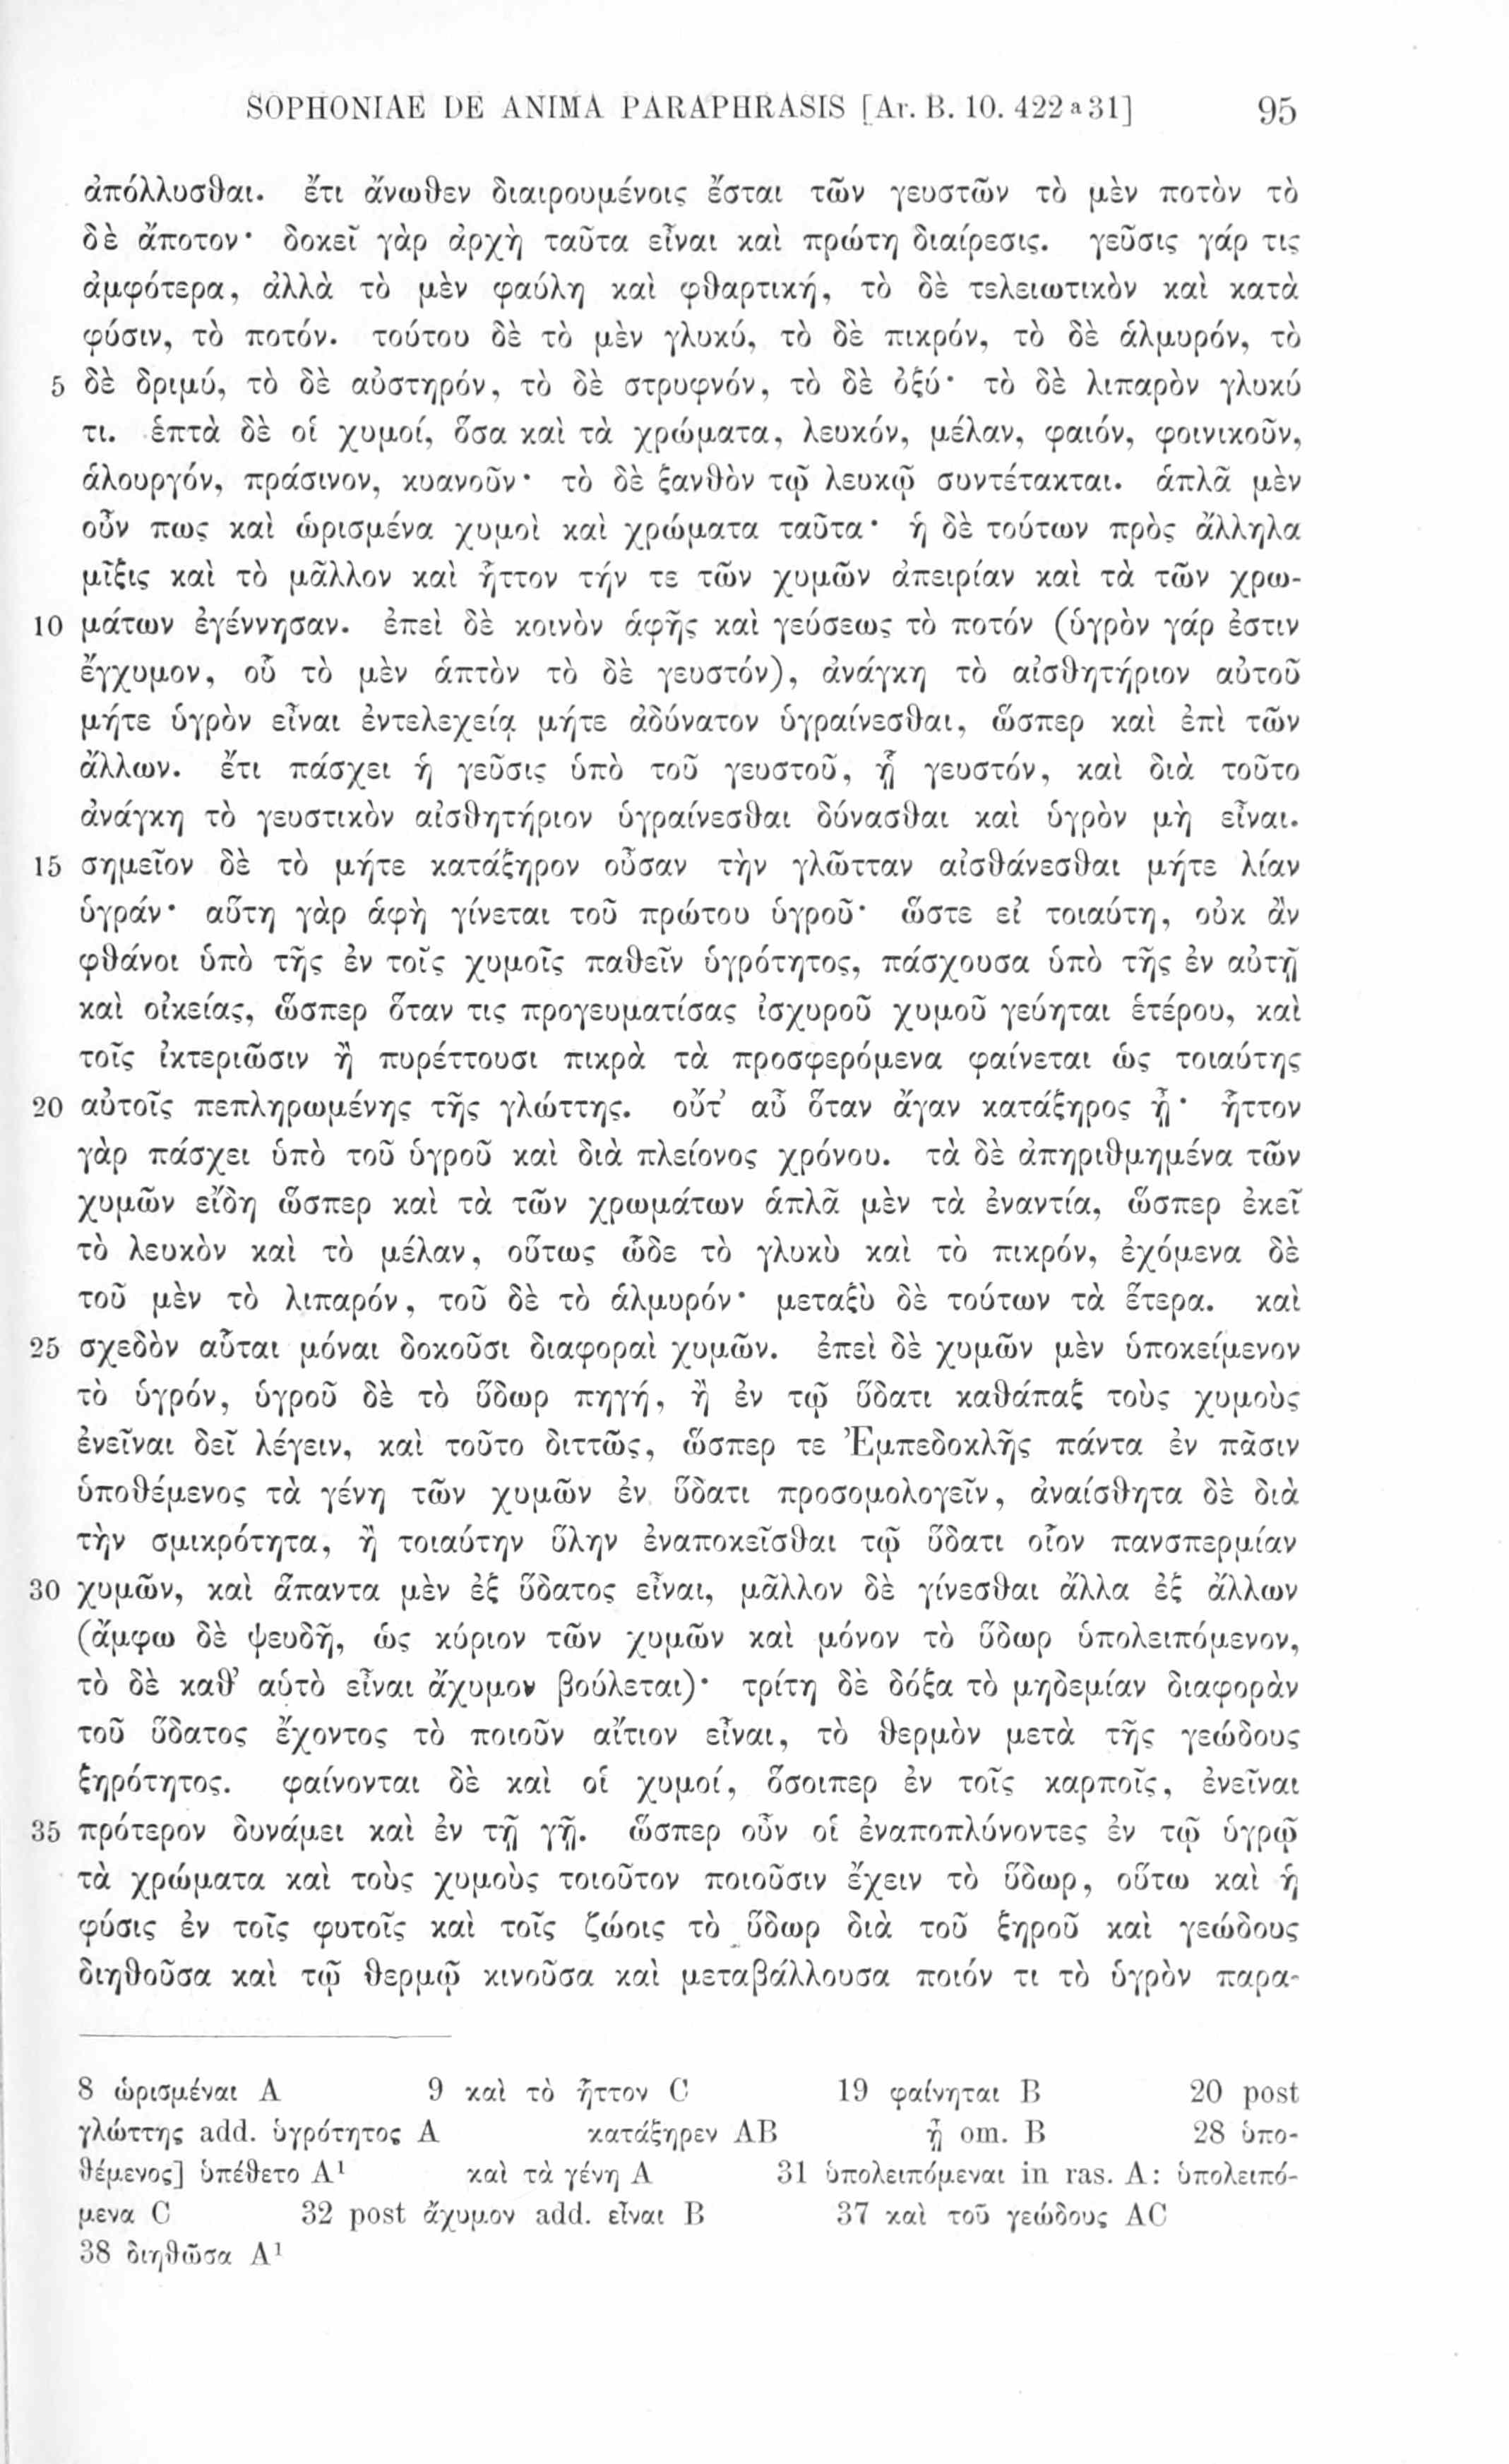 SOPHONIAE DE ANIMA PARAPHRASIS [Ar. B. 10. 422 a 31] 95
ἀπόλλυσθαι. ἔτι ἄνωθεν διαιρουμένοις ἔσται τῶν γευστῶν τὸ μὲν ποτὸν τὸ
δὲ ἄποτον· δοκεῖ γὰρ ἀρχὴ ταῦτα εἶναι καὶ πρώτη διαίρεσις. γεῦσις γάρ τις
ἀμφότερα, ἀλλὰ τὸ μὲν φαύλη καὶ φθαρτική, τὸ δὲ τελειωτικὸν καὶ κατὰ
φύσιν, τὸ ποτόν. τούτου δὲ τὸ μὲν γλυκύ, τὸ δὲ πικρόν, τὸ δὲ ἁλμυρόν, τὸ
5 δὲ δριμύ, τὸ δὲ αὐστηρόν, τὸ δὲ στρυφνόν, τὸ δὲ ὀξύ· τὸ δὲ λιπαρὸν γλυκύ
τι. ἑπτὰ δὲ οἱ χυμοί, ὅσα καὶ τὰ χρώματα, λευκόν, μέλαν, φαιόν, φοινικοῦν,
ἁλουργόν, πράσινον, κυανοῦν· τὸ δὲ ξανθὸν τῷ λευκῷ συντέτακται. ἁπλᾶ μὲν
οὖν πως καὶ ὡρισμένα χυμοὶ καὶ χρώματα ταῦτα· ἡ δὲ τούτων πρὸς ἄλληλα
μῖξις καὶ τὸ μᾶλλον καὶ ἧττον τήν τε τῶν χυμῶν ἀπειρίαν καὶ τὰ τῶν χρω-
10 μάτων ἐγέννησαν. ἐπεὶ δὲ κοινὸν ἁφῆς καὶ γεύσεως τὸ ποτόν (ὑγρὸν γάρ ἐστιν
ἔγχυμον, οὗ τὸ μὲν ἁπτὸν τὸ δὲ γευστόν), ἀνάγκη τὸ αἰσθητήριον αὐτοῦ
μήτε ὑγρὸν εἶναι ἐντελεχείᾳ μήτε ἀδύνατον ὑγραίνεσθαι, ὥσπερ καὶ ἐπὶ τῶν
ἄλλων. ἔτι πάσχει ἡ γεῦσις ὑπὸ τοῦ γευστοῦ, ᾗ γευστόν, καὶ διὰ τοῦτο
ἀνάγκη τὸ γευστικὸν αἰσθητήριον ὑγραίνεσθαι δύνασθαι καὶ ὑγρὸν μὴ εἶναι.
15 σημεῖον δὲ τὸ μήτε κατάξηρον οὖσαν τὴν γλῶτταν αἰσθάνεσθαι μήτε λίαν
ὑγράν· αὕτη γὰρ ἁφὴ γίνεται τοῦ πρώτου ὑγροῦ· ὥστε εἰ τοιαύτη, οὐκ ἂν
φθάνοι ὑπὸ τῆς ἐν τοῖς χυμοῖς παθεῖν ὑγρότητος, πάσχουσα ὑπὸ τῆς ἐν αὐτῇ
καὶ οἰκείας, ὥσπερ ὅταν τις προγευματίσας ἰσχυροῦ χυμοῦ γεύηται ἑτέρου, καὶ
τοῖς ἰκτεριῶσιν ἢ πυρέττουσι πικρὰ τὰ προσφερόμενα φαίνεται ὡς τοιαύτης
20 αὐτοῖς πεπληρωμένης τῆς γλώττης. οὔτ’ αὖ ὅταν ἄγαν κατάξηρος ᾖ· ἧττον
γὰρ πάσχει ὑπὸ τοῦ ὑγροῦ καὶ διὰ πλείονος χρόνου. τὰ δὲ ἀπηριθμημένα τῶν
χυμῶν εἴδη ὥσπερ καὶ τὰ τῶν χρωμάτων ἁπλᾶ μὲν τὰ ἐναντία, ὥσπερ ἐκεῖ
τὸ λευκὸν καὶ τὸ μέλαν, οὕτως ὧδε τὸ γλυκὺ καὶ τὸ πικρόν, ἐχόμενα δὲ
τοῦ μὲν τὸ λιπαρόν, τοῦ δὲ τὸ ἁλμυρόν· μεταξὺ δὲ τούτων τὰ ἕτερα. καὶ
25 σχεδὸν αὗται μόναι δοκοῦσι διαφοραὶ χυμῶν. ἐπεὶ δὲ χυμῶν μὲν ὑποκείμενον
τὸ ὑγρόν, ὑγροῦ δὲ τὸ ὕδωρ πηγή, ἢ ἐν τῷ ὕδατι καθάπαξ τοὺς χυμοὺς
ἐνεῖναι δεῖ λέγειν, καὶ τοῦτο διττῶς, ὥσπερ τε Ἐμπεδοκλῆς πάντα ἐν πᾶσιν
ὑποθέμενος τὰ γένη τῶν χυμῶν ἐν ὕδατι προσομολογεῖν, ἀναίσθητα δὲ διὰ
τὴν σμικρότητα, ἢ τοιαύτην ὕλην ἐναποκεῖσθαι τῷ ὕδατι οἷον πανσπερμίαν
30 χυμῶν, καὶ ἅπαντα μὲν ἐξ ὕδατος εἶναι, μᾶλλον δὲ γίνεσθαι ἄλλα ἐξ ἄλλων
(ἄμφω δὲ ψευδῆ, ὡς κύριον τῶν χυμῶν καὶ μόνον τὸ ὕδωρ ὑπολειπόμενον,
τὸ δὲ καθ’ αὑτὸ εἶναι ἄχυμον βούλεται)· τρίτη δὲ δόξα τὸ μηδεμίαν διαφορὰν
τοῦ ὕδατος ἔχοντος τὸ ποιοῦν αἴτιον εἶναι, τὸ θερμὸν μετὰ τῆς γεώδους
ξηρότητος. φαίνονται δὲ καὶ οἱ χυμοί, ὅσοιπερ ἐν τοῖς καρποῖς, ἐνεῖναι
35 πρότερον δυνάμει καὶ ἐν τῇ γῇ. ὥσπερ οὖν οἱ ἐναποπλύνοντες ἐν τῷ ὑγρῷ
τὰ χρώματα καὶ τοὺς χυμοὺς τοιοῦτον ποιοῦσιν ἔχειν τὸ ὕδωρ, οὕτω καὶ ἡ
φύσις ἐν τοῖς φυτοῖς καὶ τοῖς ζώοις τὸ ὕδωρ διὰ τοῦ ξηροῦ καὶ γεώδους
διηθοῦσα καὶ τῷ θερμῷ κινοῦσα καὶ μεταβάλλουσα ποιόν τι τὸ ὑγρὸν παρα-
8 ὡρισμέναι A 9 καὶ τὸ ἧττον C 19 φαίνηται B 20 post
γλώττης add. ὑγρότητος A κατάξηρεν AB ᾖ om. B 28 ὑπο-
θέμενος] ὑπέθετο A¹ καὶ τὰ γένη A 31 ὑπολειπόμεναι in ras. A: ὑπολειπό-
μενα C 32 post ἄχυμον add. εἶναι B 37 καὶ τοῦ γεώδους AC
38 διηθῶσα A¹